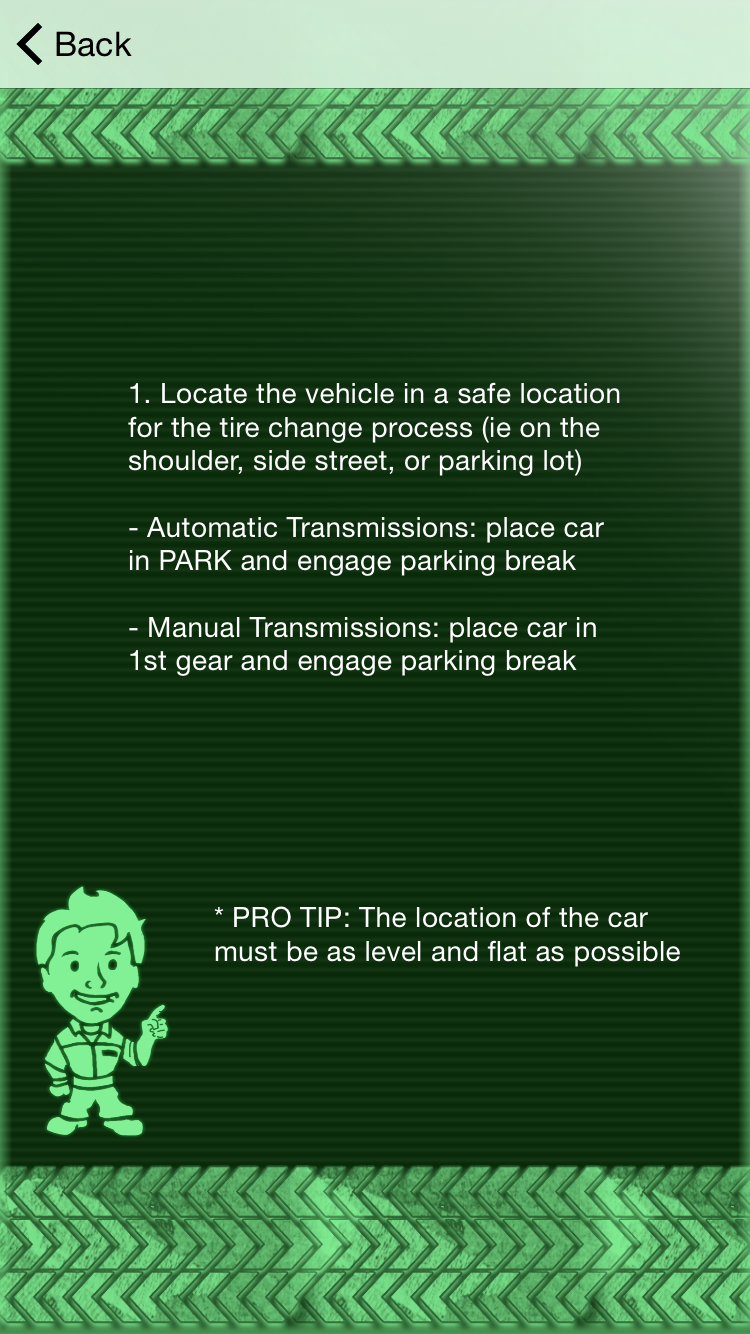 Back
1. Locate the vehicle in a safe location
for the tire change process (ie on the
shoulder, side street, or parking lot)
- Automatic Transmissions: place car
in PARK and engage parking break
- Manual Transmissions: place car in
1st gear and engage parking break
* PRO TIP: The location of the car
must be as level and flat as possible